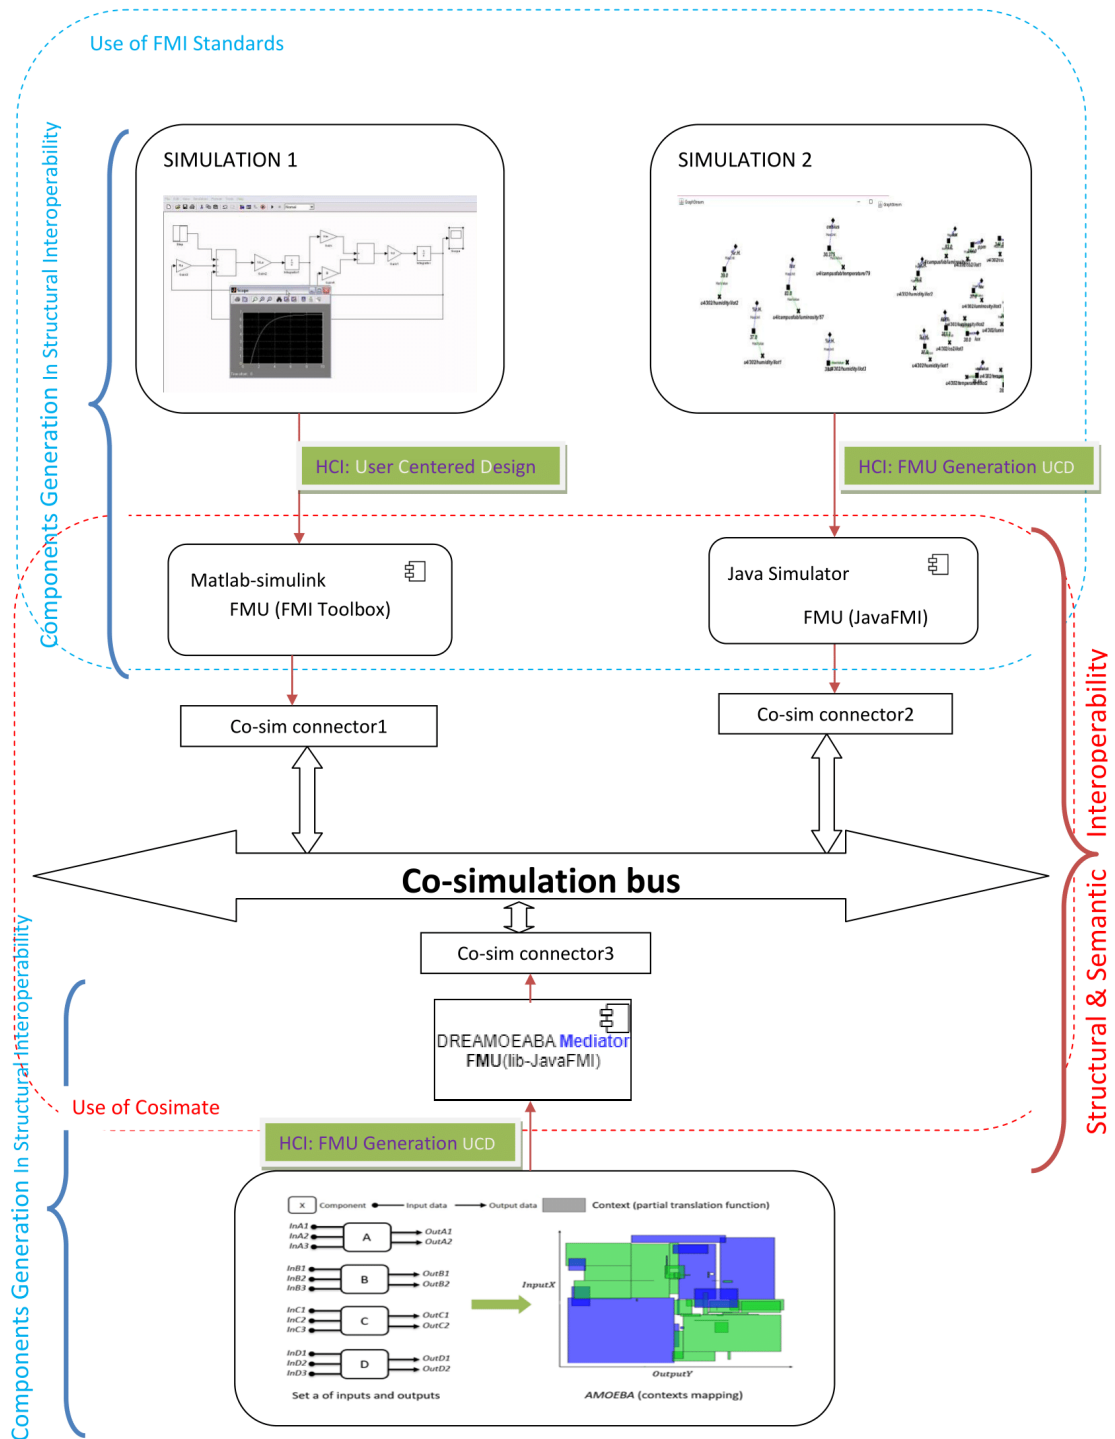 Use of FMI Standards
Components Generation In Structural Interoperability
SIMULATION 1
SIMULATION 2
HCI: User Centered Design
HCI: FMU Generation UCD
Matlab-simulink
FMU (FMI Toolbox)
Java Simulator
FMU (JavaFMI)
Co-sim connector1
Co-sim connector2
Structural & Semantic Interoperability
Co-simulation bus
Co-sim connector3
DREAMOEABA Mediator
FMU(lib-JavaFMI)
Use of Cosimate
Components Generation In Structural Interoperability
HCI: FMU Generation UCD
X Component Input data Output data Context (partial translation function)
InA1
InA2
InA3
A
OutA1
OutA2
InB1
InB2
InB3
B
OutB1
OutB2
InC1
InC2
InC3
C
OutC1
OutC2
InD1
InD2
InD3
D
OutD1
OutD2
InputX
OutputY
Set a of inputs and outputs
AMOEBA (contexts mapping)